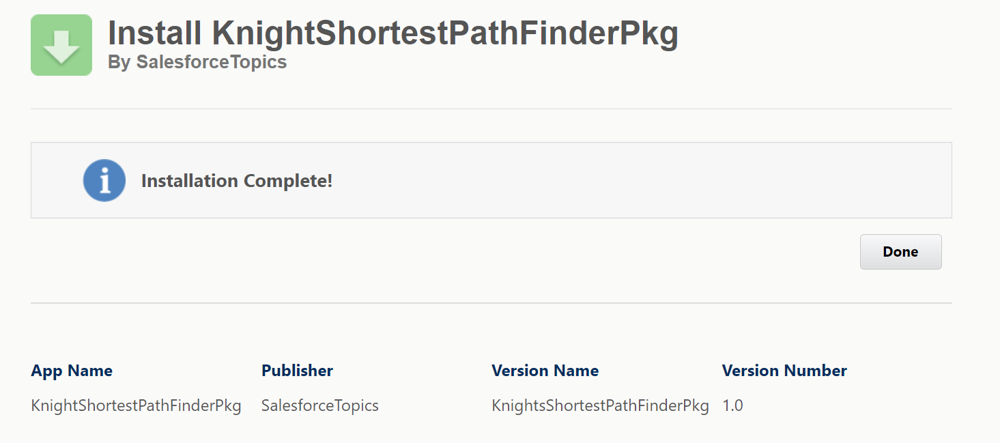 Install KnightShortestPathFinderPkg
By SalesforceTopics
Installation Complete!
Done
App Name Publisher Version Name Version Number
KnightShortestPathFinderPkg SalesforceTopics KnightsShortestPathFinderPkg 1.0